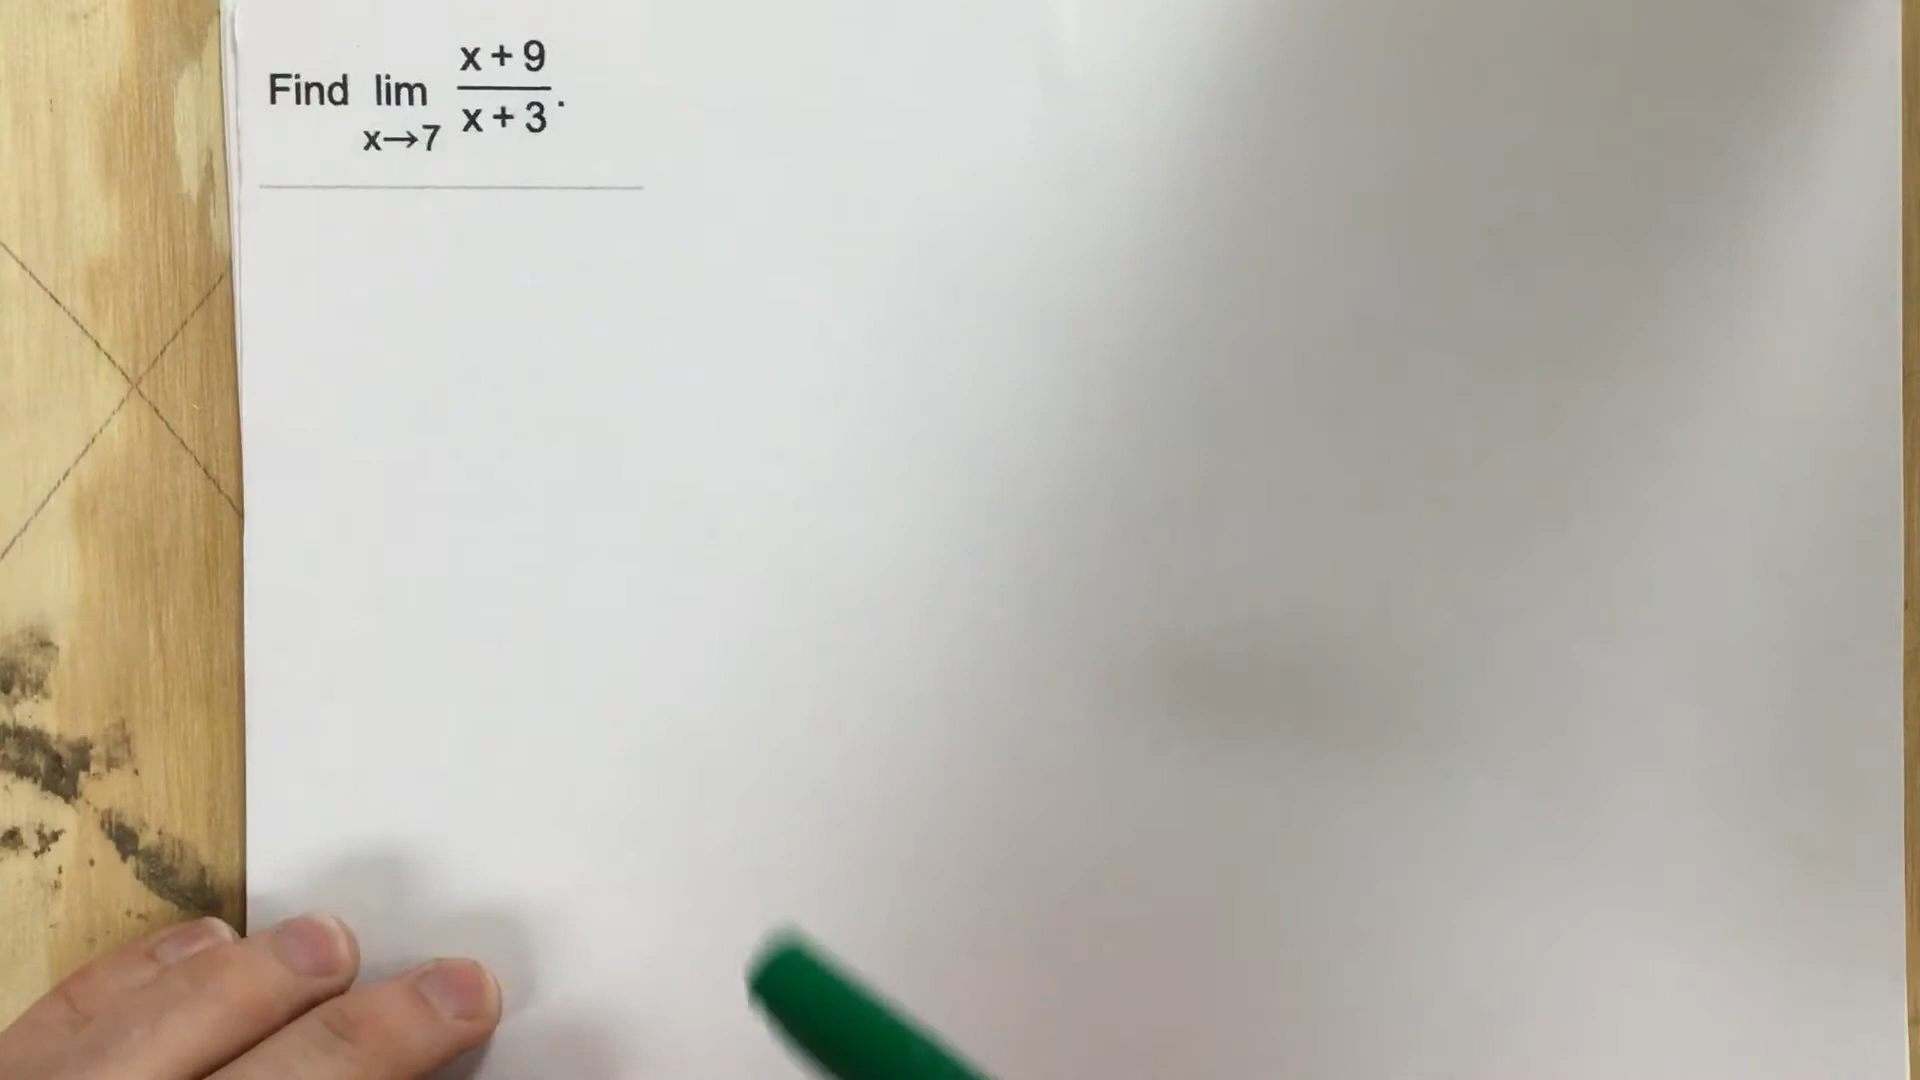 Find lim x→7 x + 9 / x + 3 .